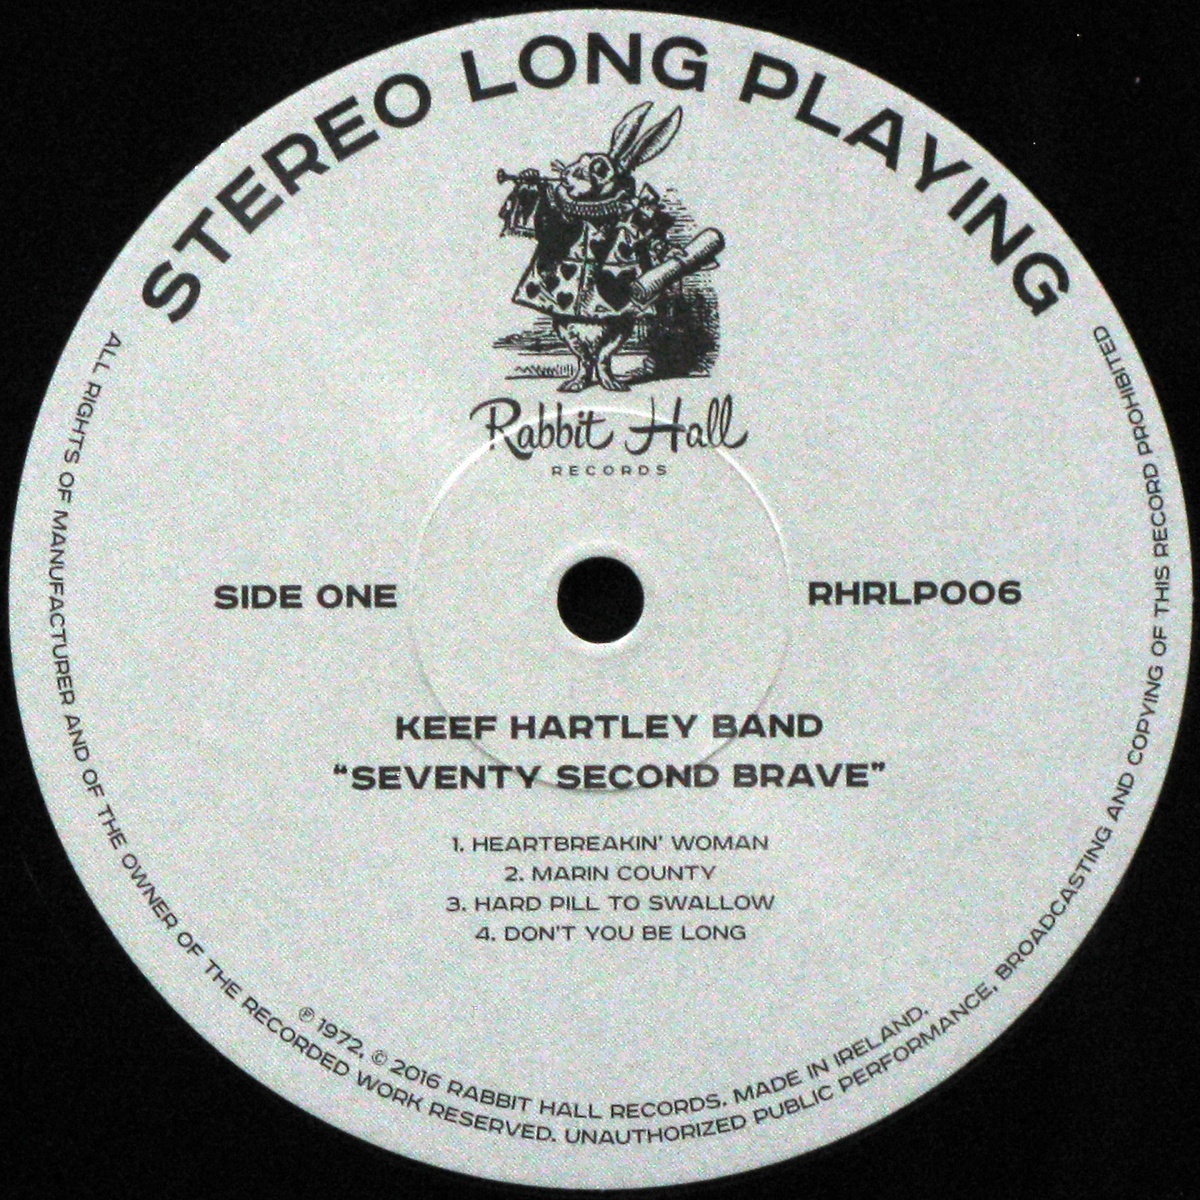 STEREO LONG PLAYING
Rabbit Hall
RECORDS
SIDE ONE
RHRLP006
KEEF HARTLEY BAND
“SEVENTY SECOND BRAVE”
1. HEARTBREAKIN' WOMAN
2. MARIN COUNTY
3. HARD PILL TO SWALLOW
4. DON'T YOU BE LONG
℗ 1972, © 2016 RABBIT HALL RECORDS. MADE IN IRELAND.
ALL RIGHTS OF MANUFACTURER AND OF THE OWNER OF THE RECORDED WORK RESERVED. UNAUTHORIZED PUBLIC PERFORMANCE, BROADCASTING AND COPYING OF THIS RECORD PROHIBITED